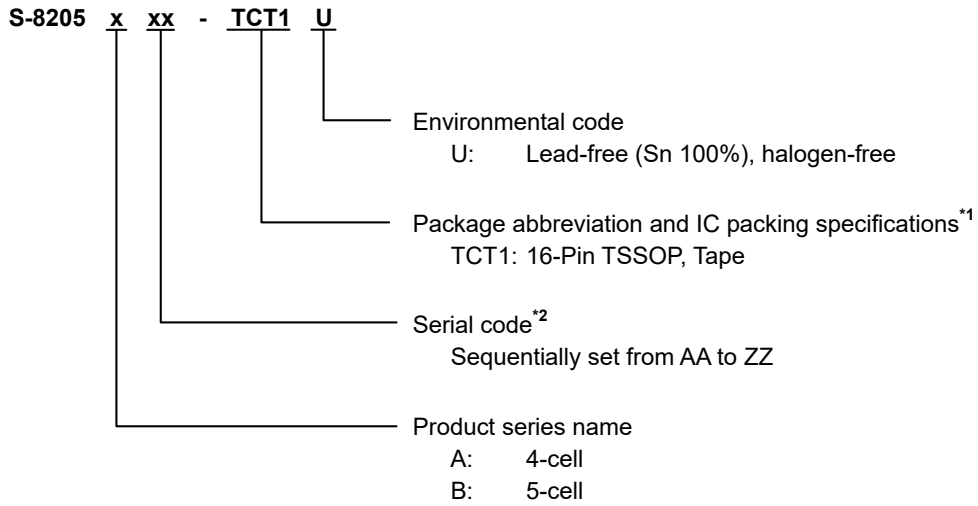 S-8205 x xx - TCT1 U
Environmental code
U: Lead-free (Sn 100%), halogen-free
Package abbreviation and IC packing specifications*1
TCT1: 16-Pin TSSOP, Tape
Serial code*2
Sequentially set from AA to ZZ
Product series name
A: 4-cell
B: 5-cell